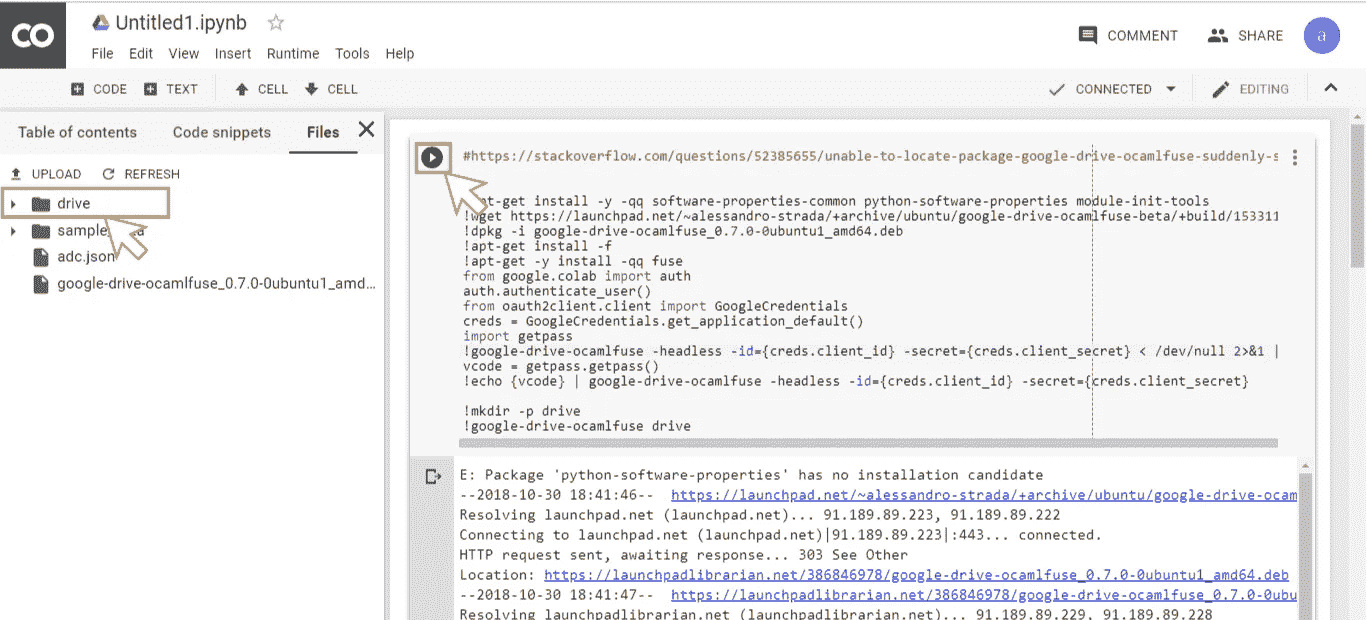 CO
Untitled1.ipynb
File Edit View Insert Runtime Tools Help
COMMENT SHARE a
CODE TEXT CELL CELL
CONNECTED EDITING
Table of contents Code snippets Files
UPLOAD REFRESH
drive
adc.json
google-drive-ocamlfuse_0.7.0-0ubuntu1_amd...
#https://stackoverflow.com/questions/52385655/unable-to-locate-package-google-drive-ocamlfuse-suddenly-s
pt-get install -y -qq software-properties-common python-software-properties module-init-tools
!wget https://launchpad.net/~alessandro-strada/+archive/ubuntu/google-drive-ocamlfuse-beta/+build/153311
!dpkg -i google-drive-ocamlfuse_0.7.0-0ubuntu1_amd64.deb
!apt-get install -f
!apt-get -y install -qq fuse
from google.colab import auth
auth.authenticate_user()
from oauth2client.client import GoogleCredentials
creds = GoogleCredentials.get_application_default()
import getpass
!google-drive-ocamlfuse -headless -id={creds.client_id} -secret={creds.client_secret} < /dev/null 2>&1 |
vcode = getpass.getpass()
!echo {vcode} | google-drive-ocamlfuse -headless -id={creds.client_id} -secret={creds.client_secret}
!mkdir -p drive
!google-drive-ocamlfuse drive
E: Package 'python-software-properties' has no installation candidate
--2018-10-30 18:41:46-- https://launchpad.net/~alessandro-strada/+archive/ubuntu/google-drive-ocam
Resolving launchpad.net (launchpad.net)... 91.189.89.223, 91.189.89.222
Connecting to launchpad.net (launchpad.net)|91.189.89.223|:443... connected.
HTTP request sent, awaiting response... 303 See Other
Location: https://launchpadlibrarian.net/386846978/google-drive-ocamlfuse_0.7.0-0ubuntu1_amd64.deb
--2018-10-30 18:41:47-- https://launchpadlibrarian.net/386846978/google-drive-ocamlfuse_0.7.0-0ubu
Resolving launchpadlibrarian.net (launchpadlibrarian.net)... 91.189.89.229, 91.189.89.228